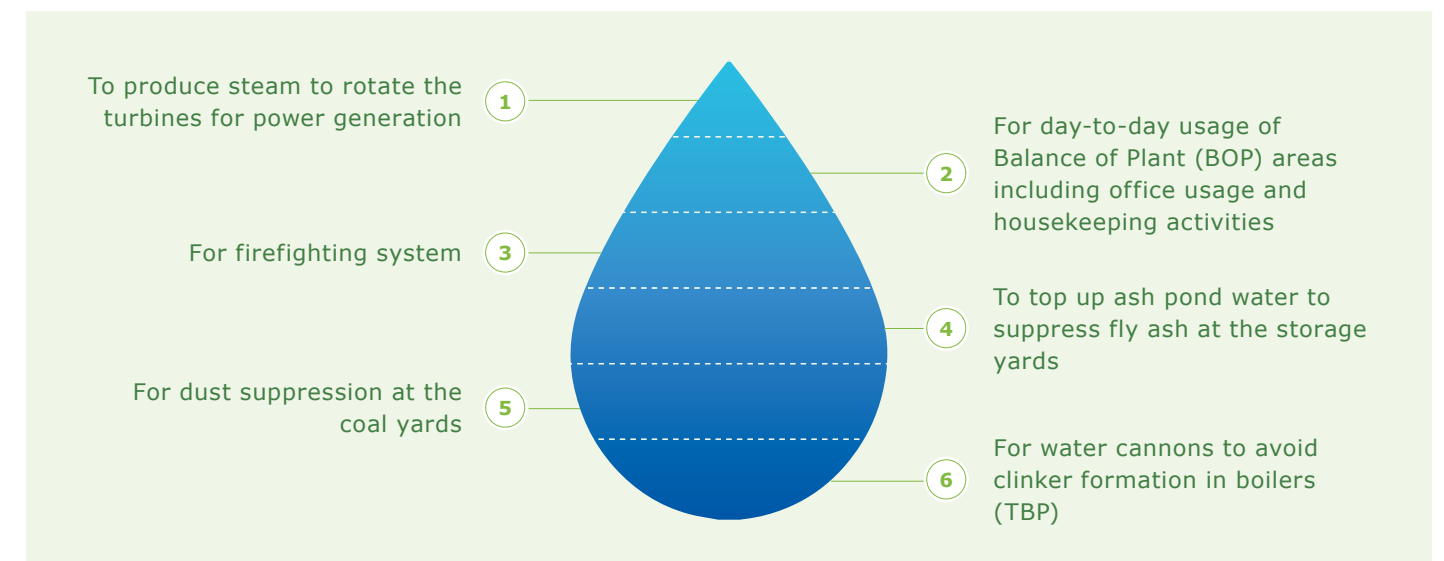 To produce steam to rotate the
turbines for power generation
1
For day-to-day usage of
Balance of Plant (BOP) areas
including office usage and
housekeeping activities
2
For firefighting system
3
To top up ash pond water to
suppress fly ash at the storage
yards
4
For dust suppression at the
coal yards
5
For water cannons to avoid
clinker formation in boilers
(TBP)
6